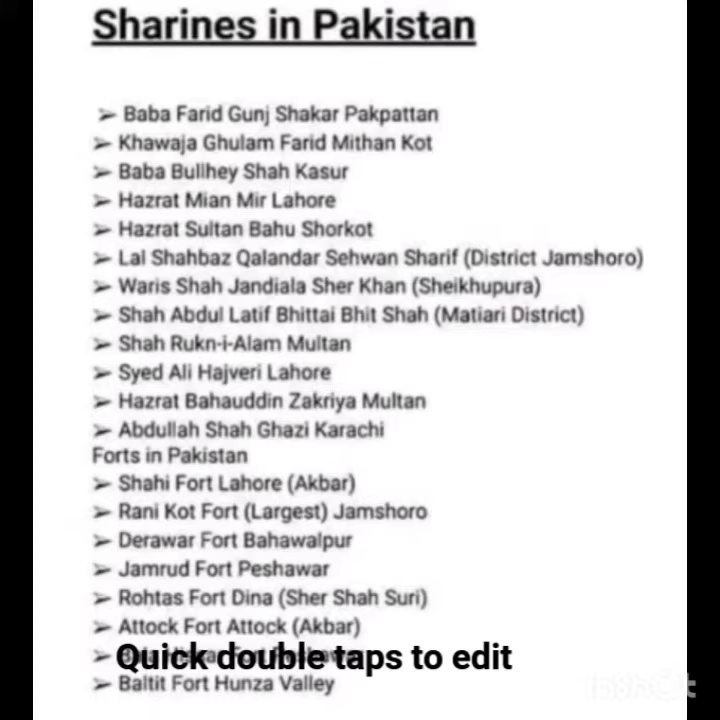 Sharines in Pakistan
➢ Baba Farid Gunj Shakar Pakpattan
➢ Khawaja Ghulam Farid Mithan Kot
➢ Baba Bullhey Shah Kasur
➢ Hazrat Mian Mir Lahore
➢ Hazrat Sultan Bahu Shorkot
➢ Lal Shahbaz Qalandar Sehwan Sharif (District Jamshoro)
➢ Waris Shah Jandiala Sher Khan (Sheikhupura)
➢ Shah Abdul Latif Bhittai Bhit Shah (Matiari District)
➢ Shah Rukn-i-Alam Multan
➢ Syed Ali Hajveri Lahore
➢ Hazrat Bahauddin Zakriya Multan
➢ Abdullah Shah Ghazi Karachi
Forts in Pakistan
➢ Shahi Fort Lahore (Akbar)
➢ Rani Kot Fort (Largest) Jamshoro
➢ Derawar Fort Bahawalpur
➢ Jamrud Fort Peshawar
➢ Rohtas Fort Dina (Sher Shah Suri)
➢ Attock Fort Attock (Akbar)
➢ Quick double taps to edit
➢ Baltit Fort Hunza Valley